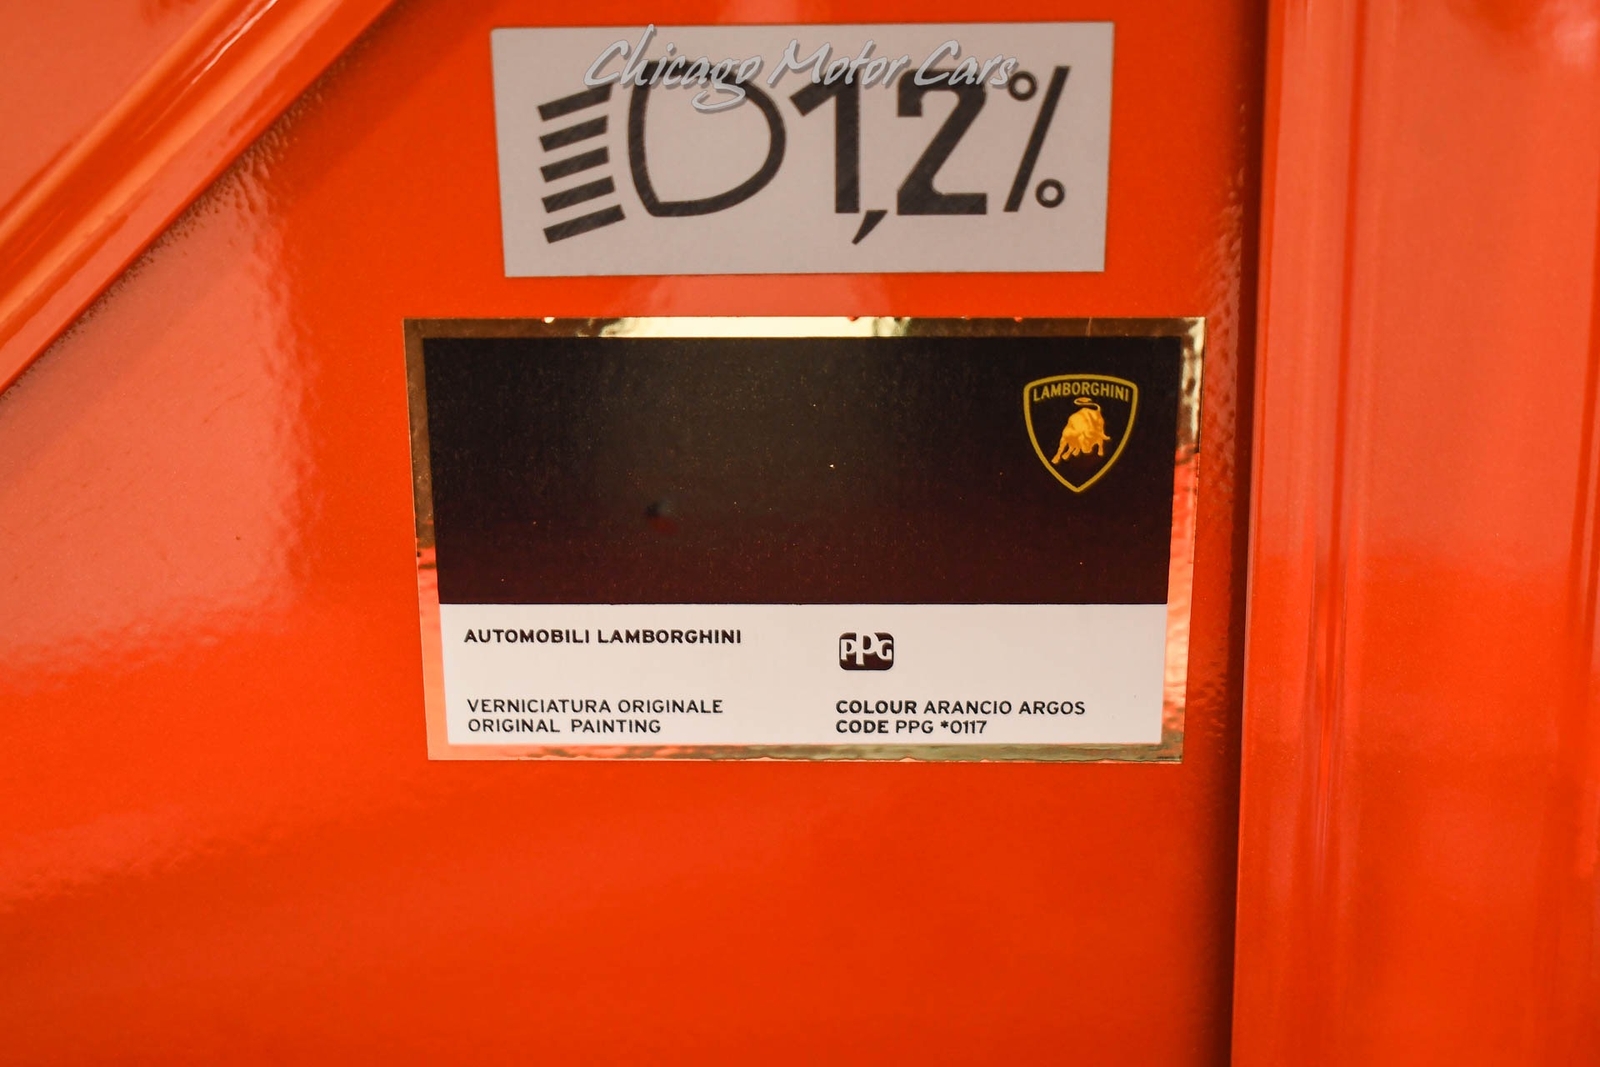 Chicago Motor Cars
1,2%
LAMBORGHINI
AUTOMOBILI LAMBORGHINI
PPG
VERNICIATURA ORIGINALE
ORIGINAL PAINTING
COLOUR ARANCIO ARGOS
CODE PPG *0117